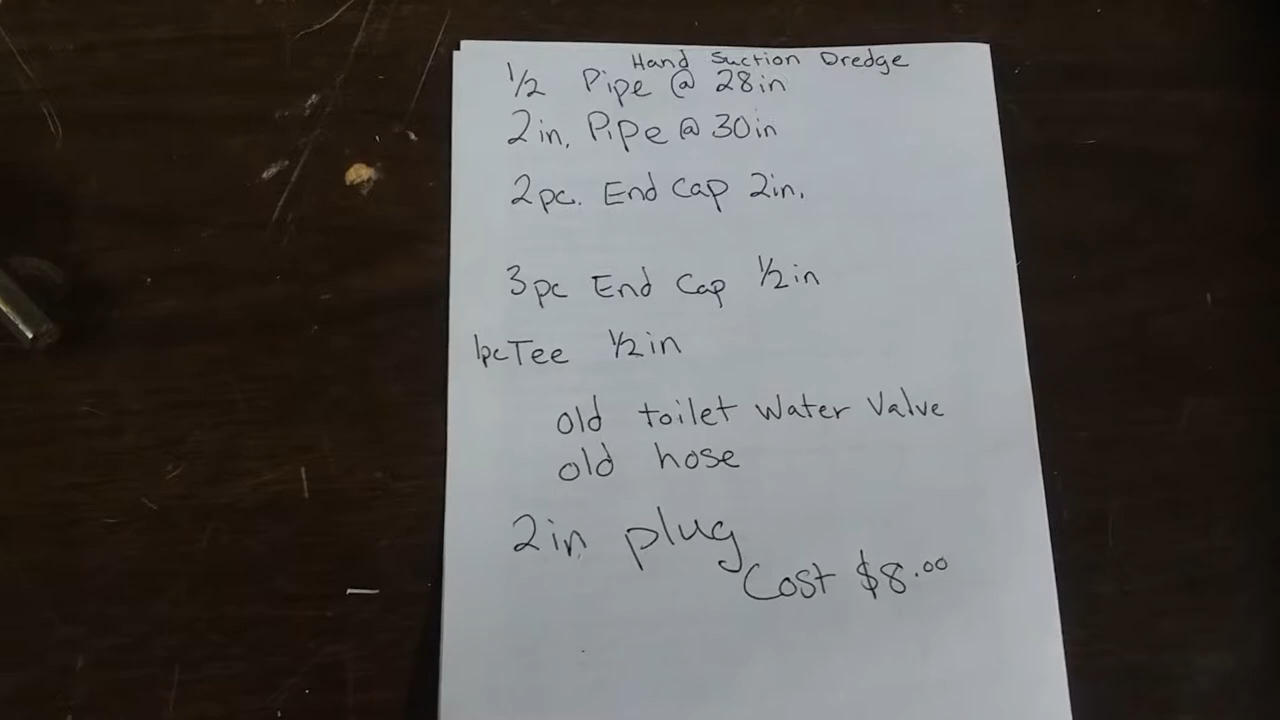 Hand Suction Dredge
1/2 Pipe @ 28in
2in. Pipe @ 30in
2pc. End Cap 2in.
3pc End Cap 1/2in
1pc Tee 1/2in
old toilet Water Valve
old hose
2in plug
Cost $8.00